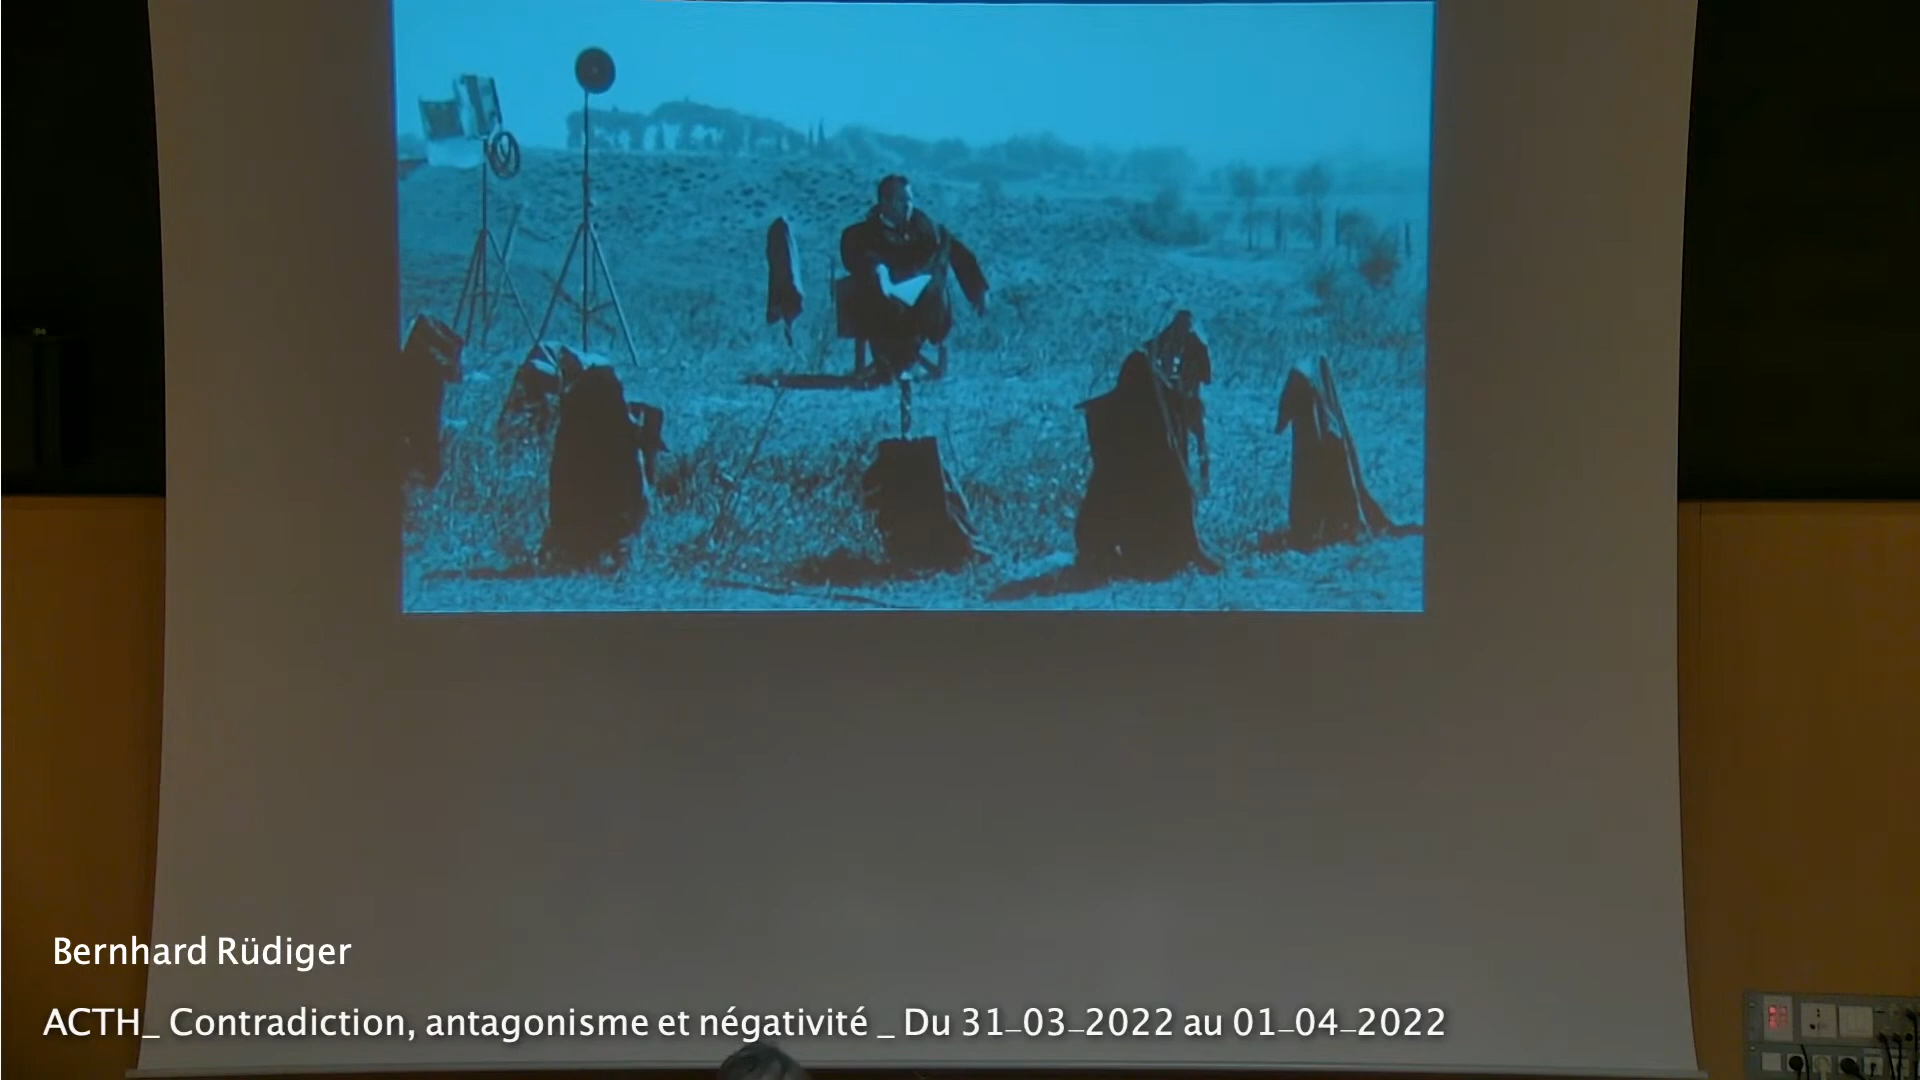 Bernhard Rüdiger
ACTH_ Contradiction, antagonisme et négativité _ Du 31-03-2022 au 01-04-2022